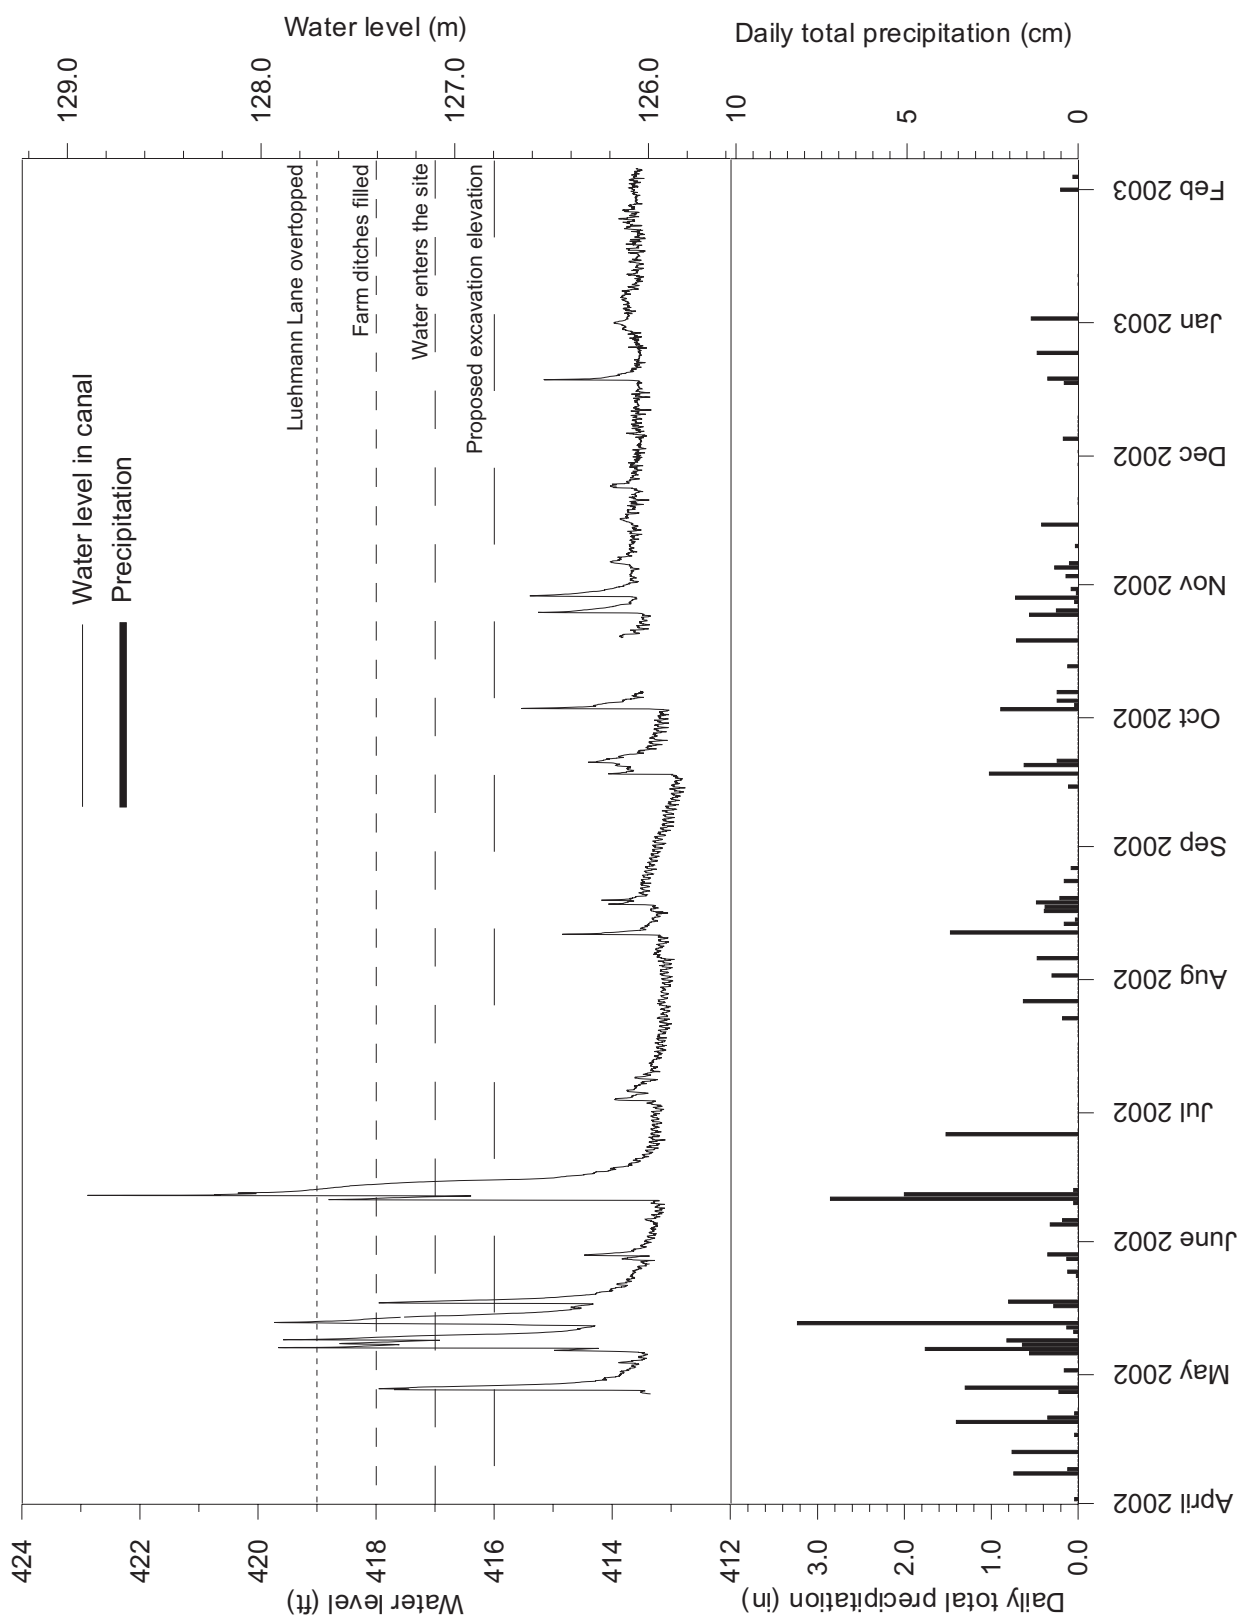 Water level (m)
Daily total precipitation (cm)
129.0
128.0
127.0
126.0
10
5
0
Water level in canal
Precipitation
Luehmann Lane overtopped
Farm ditches filled
Water enters the site
Proposed excavation elevation
Feb 2003
Jan 2003
Dec 2002
Nov 2002
Oct 2002
Sep 2002
Aug 2002
Jul 2002
June 2002
May 2002
April 2002
424
422
420
418
416
414
412
3.0
2.0
1.0
0.0
Water level (ft)
Daily total precipitation (in)